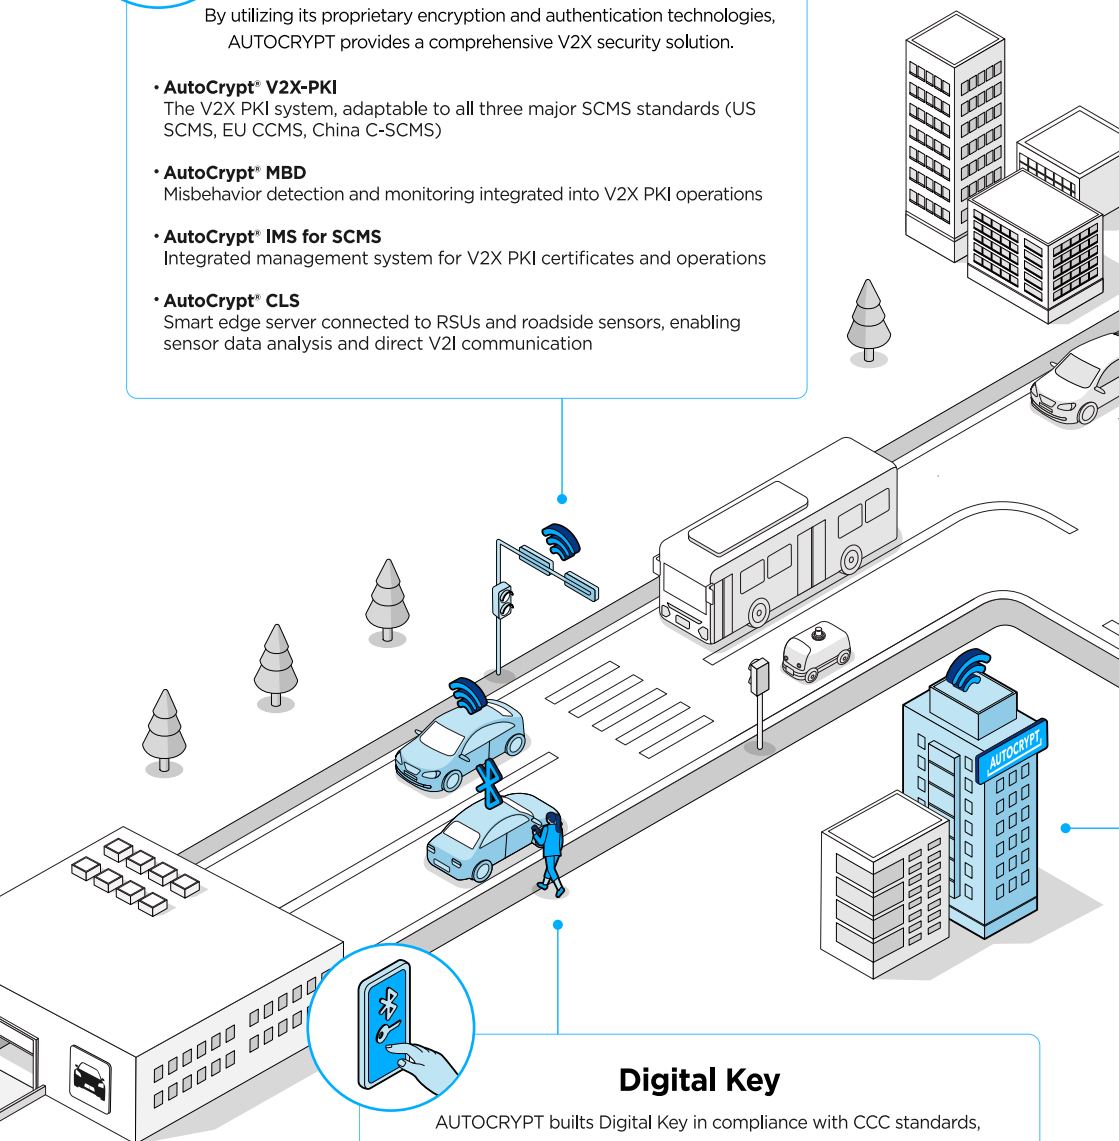 By utilizing its proprietary encryption and authentication technologies,
AUTOCRYPT provides a comprehensive V2X security solution.
• AutoCrypt® V2X-PKI
The V2X PKI system, adaptable to all three major SCMS standards (US
SCMS, EU CCMS, China C-SCMS)
• AutoCrypt® MBD
Misbehavior detection and monitoring integrated into V2X PKI operations
• AutoCrypt® IMS for SCMS
Integrated management system for V2X PKI certificates and operations
• AutoCrypt® CLS
Smart edge server connected to RSUs and roadside sensors, enabling
sensor data analysis and direct V2I communication
AUTOCRYPT
Digital Key
AUTOCRYPT builts Digital Key in compliance with CCC standards,